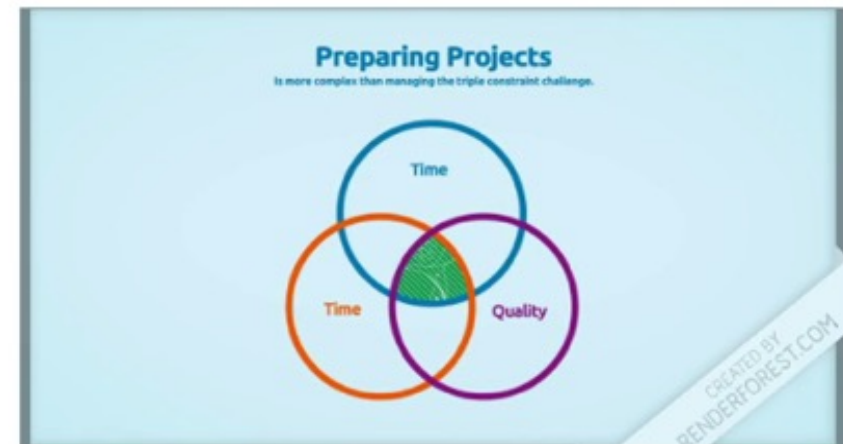 Preparing Projects
Is more complex than managing the triple constraint challenge.
Time
Time
Quality
CREATED BY
RENDERFOREST.COM